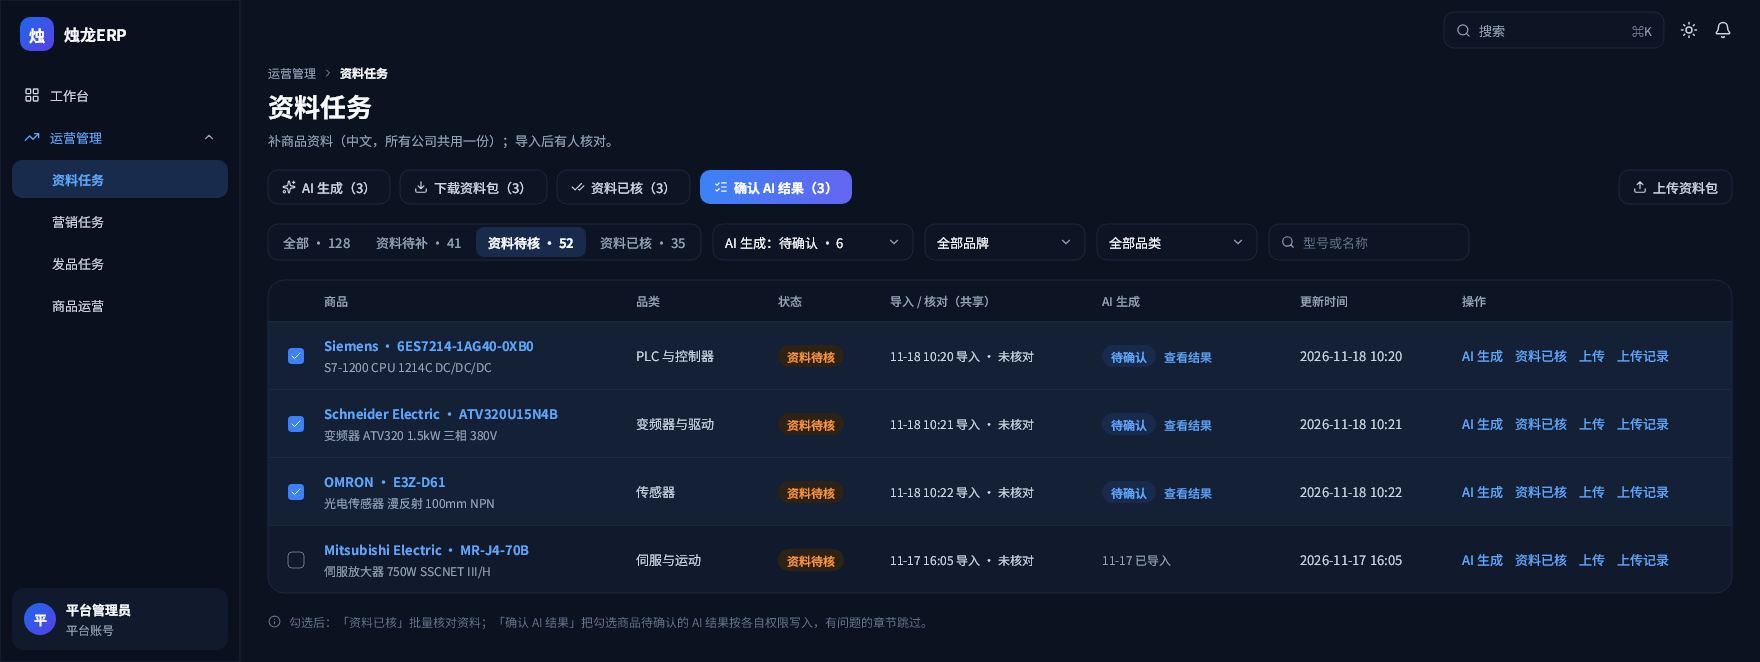 烛 烛龙ERP
搜索 ⌘K
工作台
运营管理
资料任务
营销任务
发品任务
商品运营
平 平台管理员
平台账号
运营管理 > 资料任务
资料任务
补商品资料（中文，所有公司共用一份）；导入后有人核对。
AI 生成（3） 下载资料包（3） 资料已核（3） 确认 AI 结果（3） 上传资料包
全部 • 128 资料待补 • 41 资料待核 • 52 资料已核 • 35 AI 生成：待确认 • 6 全部品牌 全部品类 型号或名称
商品 品类 状态 导入 / 核对（共享） AI 生成 更新时间 操作
Siemens • 6ES7214-1AG40-0XB0
S7-1200 CPU 1214C DC/DC/DC
PLC 与控制器 资料待核 11-18 10:20 导入 • 未核对 待确认 查看结果 2026-11-18 10:20 AI 生成 资料已核 上传 上传记录
Schneider Electric • ATV320U15N4B
变频器 ATV320 1.5kW 三相 380V
变频器与驱动 资料待核 11-18 10:21 导入 • 未核对 待确认 查看结果 2026-11-18 10:21 AI 生成 资料已核 上传 上传记录
OMRON • E3Z-D61
光电传感器 漫反射 100mm NPN
传感器 资料待核 11-18 10:22 导入 • 未核对 待确认 查看结果 2026-11-18 10:22 AI 生成 资料已核 上传 上传记录
Mitsubishi Electric • MR-J4-70B
伺服放大器 750W SSCNET III/H
伺服与运动 资料待核 11-17 16:05 导入 • 未核对 11-17 已导入 2026-11-17 16:05 AI 生成 资料已核 上传 上传记录
勾选后：「资料已核」批量核对资料；「确认 AI 结果」把勾选商品待确认的 AI 结果按各自权限写入，有问题的章节跳过。